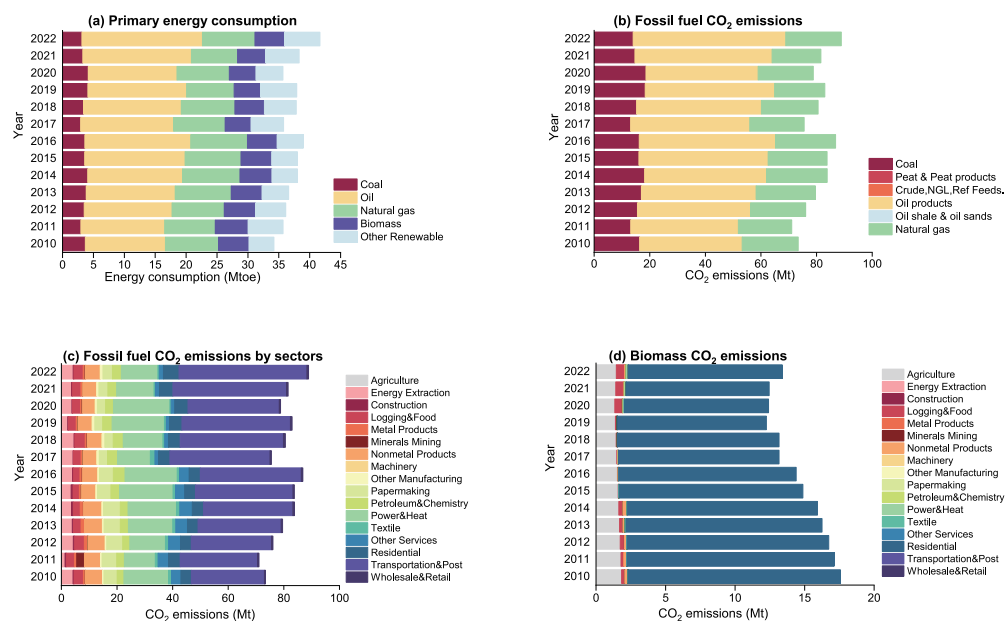 (a) Primary energy consumption
Year
2022
2021
2020
2019
2018
2017
2016
2015
2014
2013
2012
2011
2010
0 5 10 15 20 25 30 35 40 45
Energy consumption (Mtoe)
Coal
Oil
Natural gas
Biomass
Other Renewable
(b) Fossil fuel CO₂ emissions
Year
2022
2021
2020
2019
2018
2017
2016
2015
2014
2013
2012
2011
2010
0 20 40 60 80 100
CO₂ emissions (Mt)
Coal
Peat & Peat products
Crude,NGL,Ref Feeds.
Oil products
Oil shale & oil sands
Natural gas
(c) Fossil fuel CO₂ emissions by sectors
Year
2022
2021
2020
2019
2018
2017
2016
2015
2014
2013
2012
2011
2010
0 20 40 60 80 100
CO₂ emissions (Mt)
Agriculture
Energy Extraction
Construction
Logging&Food
Metal Products
Minerals Mining
Nonmetal Products
Machinery
Other Manufacturing
Papermaking
Petroleum&Chemistry
Power&Heat
Textile
Other Services
Residential
Transportation&Post
Wholesale&Retail
(d) Biomass CO₂ emissions
Year
2022
2021
2020
2019
2018
2017
2016
2015
2014
2013
2012
2011
2010
0 5 10 15 20
CO₂ emissions (Mt)
Agriculture
Energy Extraction
Construction
Logging&Food
Metal Products
Minerals Mining
Nonmetal Products
Machinery
Other Manufacturing
Papermaking
Petroleum&Chemistry
Power&Heat
Textile
Other Services
Residential
Transportation&Post
Wholesale&Retail